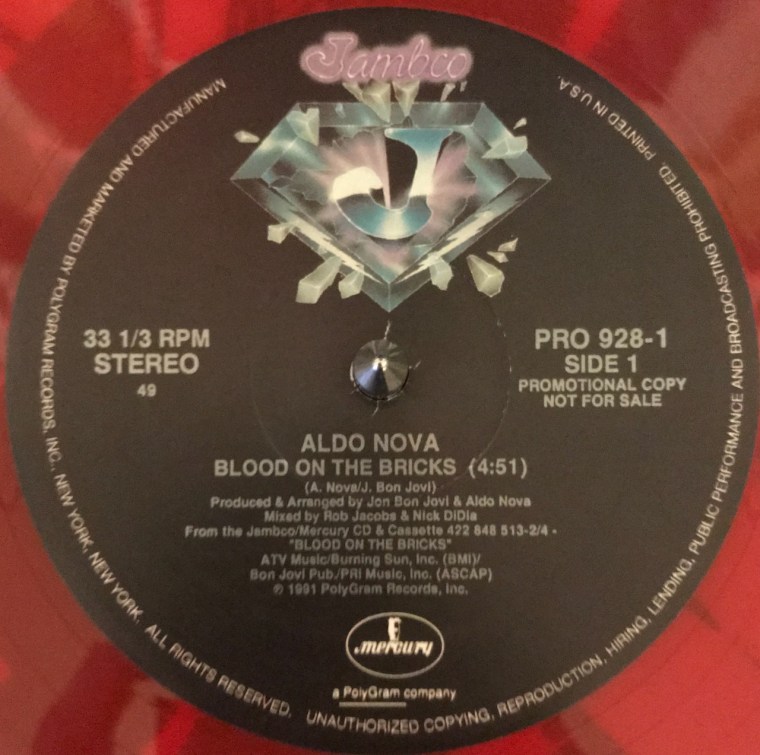 Jambco
J
33 1/3 RPM
STEREO
49
PRO 928-1
SIDE 1
PROMOTIONAL COPY
NOT FOR SALE
ALDO NOVA
BLOOD ON THE BRICKS (4:51)
(A. Nova/J. Bon Jovi)
Produced & Arranged by Jon Bon Jovi & Aldo Nova
Mixed by Rob Jacobs & Nick DiDia
From the Jambco/Mercury CD & Cassette 422 848 513-2/4 -
"BLOOD ON THE BRICKS"
ATV Music/Burning Sun, Inc. (BMI)/
Bon Jovi Pub./PRI Music, Inc. (ASCAP)
℗ 1991 PolyGram Records, Inc.
mercury
a PolyGram company
MANUFACTURED AND MARKETED BY POLYGRAM RECORDS, INC., NEW YORK, NEW YORK. ALL RIGHTS RESERVED. UNAUTHORIZED COPYING, REPRODUCTION, HIRING, LENDING, PUBLIC PERFORMANCE AND BROADCASTING PROHIBITED. PRINTED IN U.S.A.